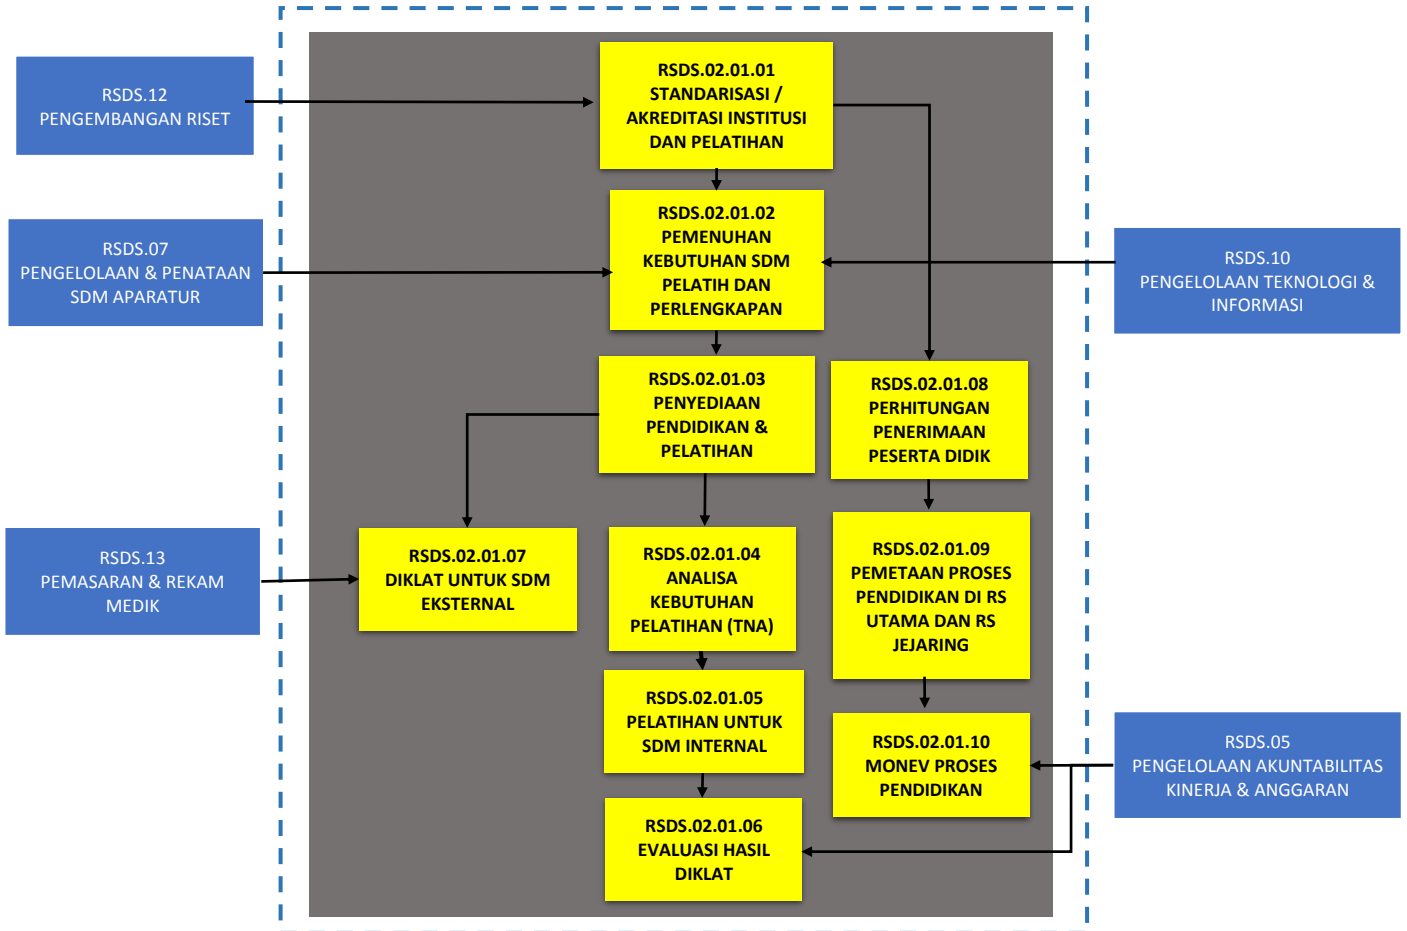 RSDS.02.01.01
STANDARISASI /
AKREDITASI INSTITUSI
DAN PELATIHAN
RSDS.12
PENGEMBANGAN RISET
RSDS.02.01.02
PEMENUHAN
KEBUTUHAN SDM
PELATIH DAN
PERLENGKAPAN
RSDS.07
PENGELOLAAN & PENATAAN
SDM APARATUR
RSDS.10
PENGELOLAAN TEKNOLOGI &
INFORMASI
RSDS.02.01.03
PENYEDIAAN
PENDIDIKAN &
PELATIHAN
RSDS.02.01.08
PERHITUNGAN
PENERIMAAN
PESERTA DIDIK
RSDS.13
PEMASARAN & REKAM
MEDIK
RSDS.02.01.07
DIKLAT UNTUK SDM
EKSTERNAL
RSDS.02.01.04
ANALISA
KEBUTUHAN
PELATIHAN (TNA)
RSDS.02.01.09
PEMETAAN PROSES
PENDIDIKAN DI RS
UTAMA DAN RS
JEJARING
RSDS.02.01.05
PELATIHAN UNTUK
SDM INTERNAL
RSDS.02.01.10
MONEV PROSES
PENDIDIKAN
RSDS.05
PENGELOLAAN AKUNTABILITAS
KINERJA & ANGGARAN
RSDS.02.01.06
EVALUASI HASIL
DIKLAT